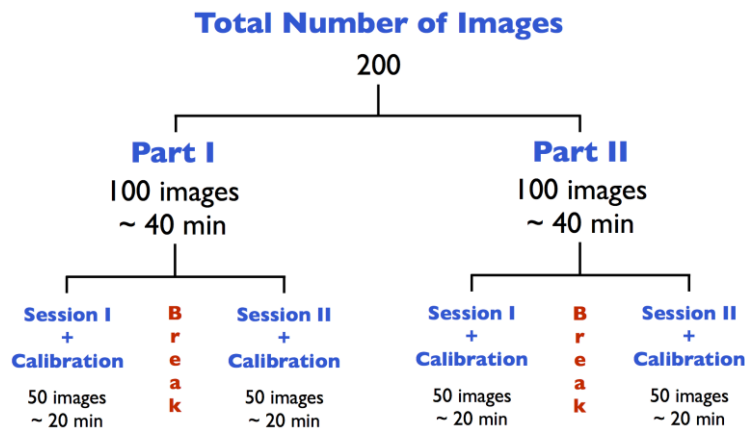 Total Number of Images
200
Part I
100 images
~ 40 min
Part II
100 images
~ 40 min
Session I
+
Calibration
50 images
~ 20 min
Break
Session II
+
Calibration
50 images
~ 20 min
Session I
+
Calibration
50 images
~ 20 min
Break
Session II
+
Calibration
50 images
~ 20 min